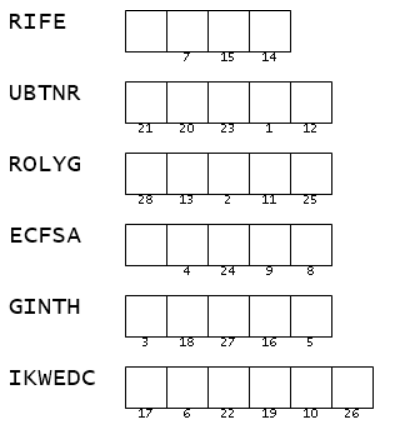 RIFE
7 15 14
UBTNR
21 20 23 1 12
ROLYG
28 13 2 11 25
ECFSA
4 24 9 8
GINTH
3 18 27 16 5
IKWEDC
17 6 22 19 10 26